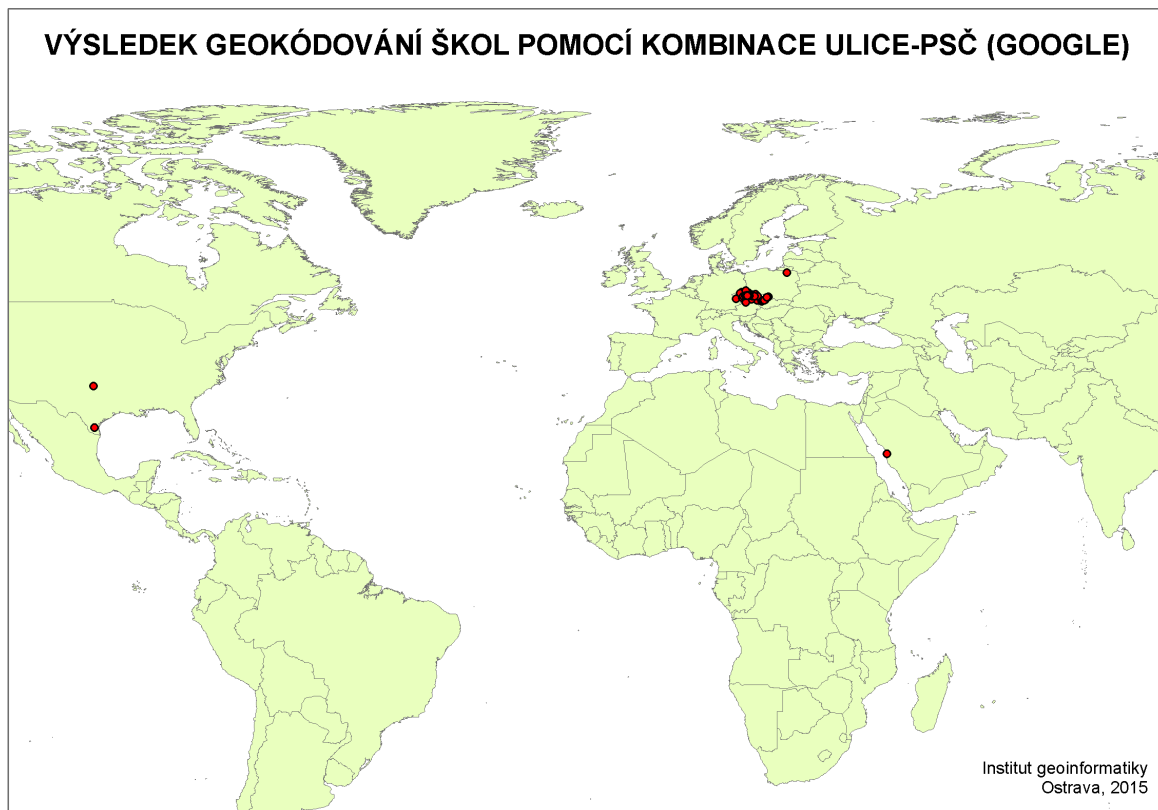 VÝSLEDEK GEOKÓDOVÁNÍ ŠKOL POMOCÍ KOMBINACE ULICE-PSČ (GOOGLE)
Institut geoinformatiky
Ostrava, 2015